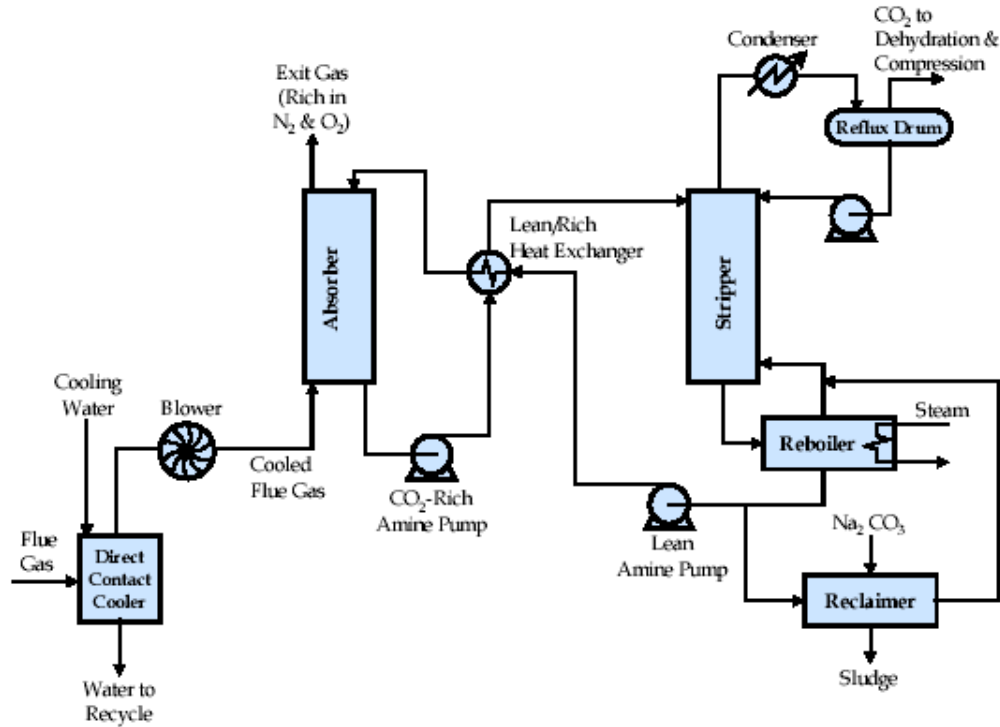 CO₂ to
Dehydration &
Compression
Condenser
Reflux Drum
Exit Gas
(Rich in
N₂ & O₂)
Lean/Rich
Heat Exchanger
Absorber
Stripper
Cooling
Water
Blower
Cooled
Flue Gas
CO₂-Rich
Amine Pump
Steam
Reboiler
Lean
Amine Pump
Na₂ CO₃
Flue
Gas
Direct
Contact
Cooler
Reclaimer
Water to
Recycle
Sludge